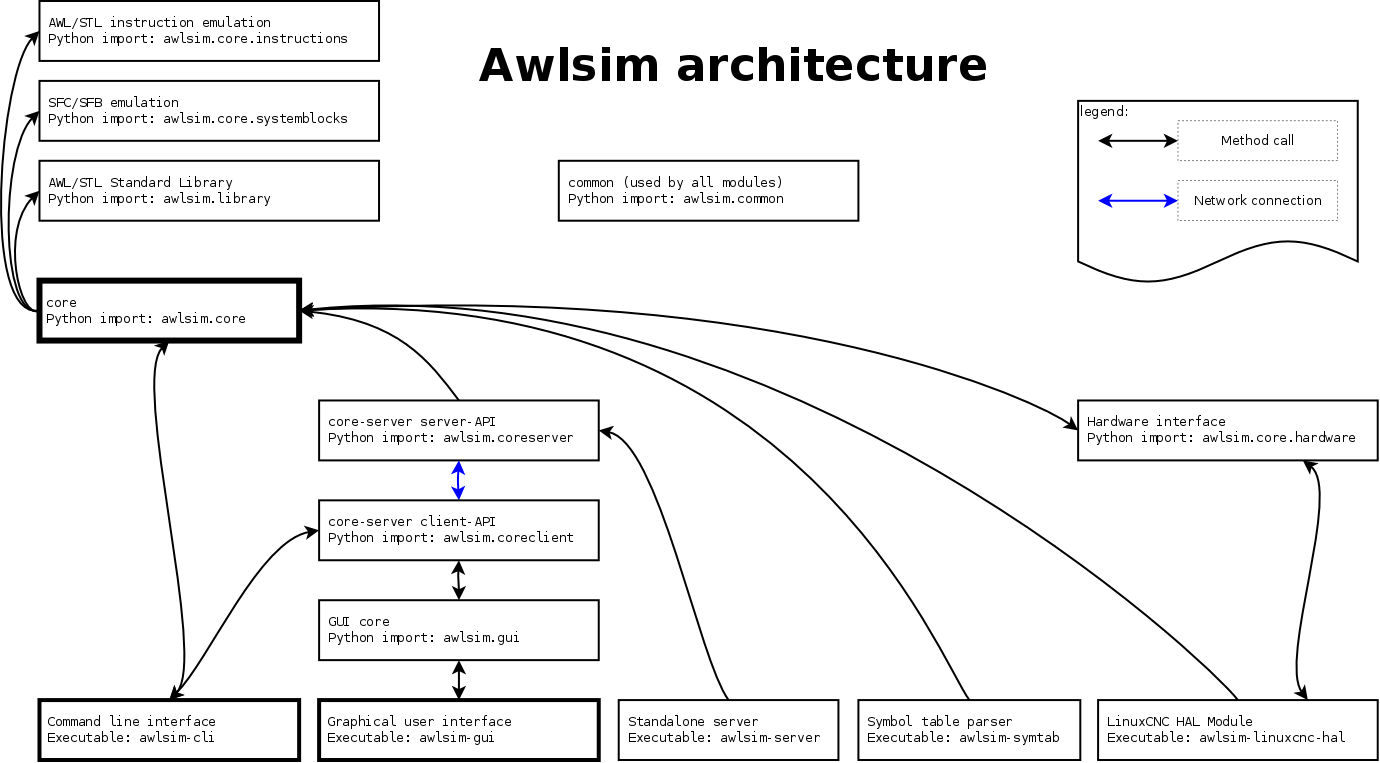 AWL/STL instruction emulation
Python import: awlsim.core.instructions
Awlsim architecture
SFC/SFB emulation
Python import: awlsim.core.systemblocks
legend:
Method call
Network connection
AWL/STL Standard Library
Python import: awlsim.library
common (used by all modules)
Python import: awlsim.common
core
Python import: awlsim.core
core-server server-API
Python import: awlsim.coreserver
Hardware interface
Python import: awlsim.core.hardware
core-server client-API
Python import: awlsim.coreclient
GUI core
Python import: awlsim.gui
Command line interface
Executable: awlsim-cli
Graphical user interface
Executable: awlsim-gui
Standalone server
Executable: awlsim-server
Symbol table parser
Executable: awlsim-symtab
LinuxCNC HAL Module
Executable: awlsim-linuxcnc-hal